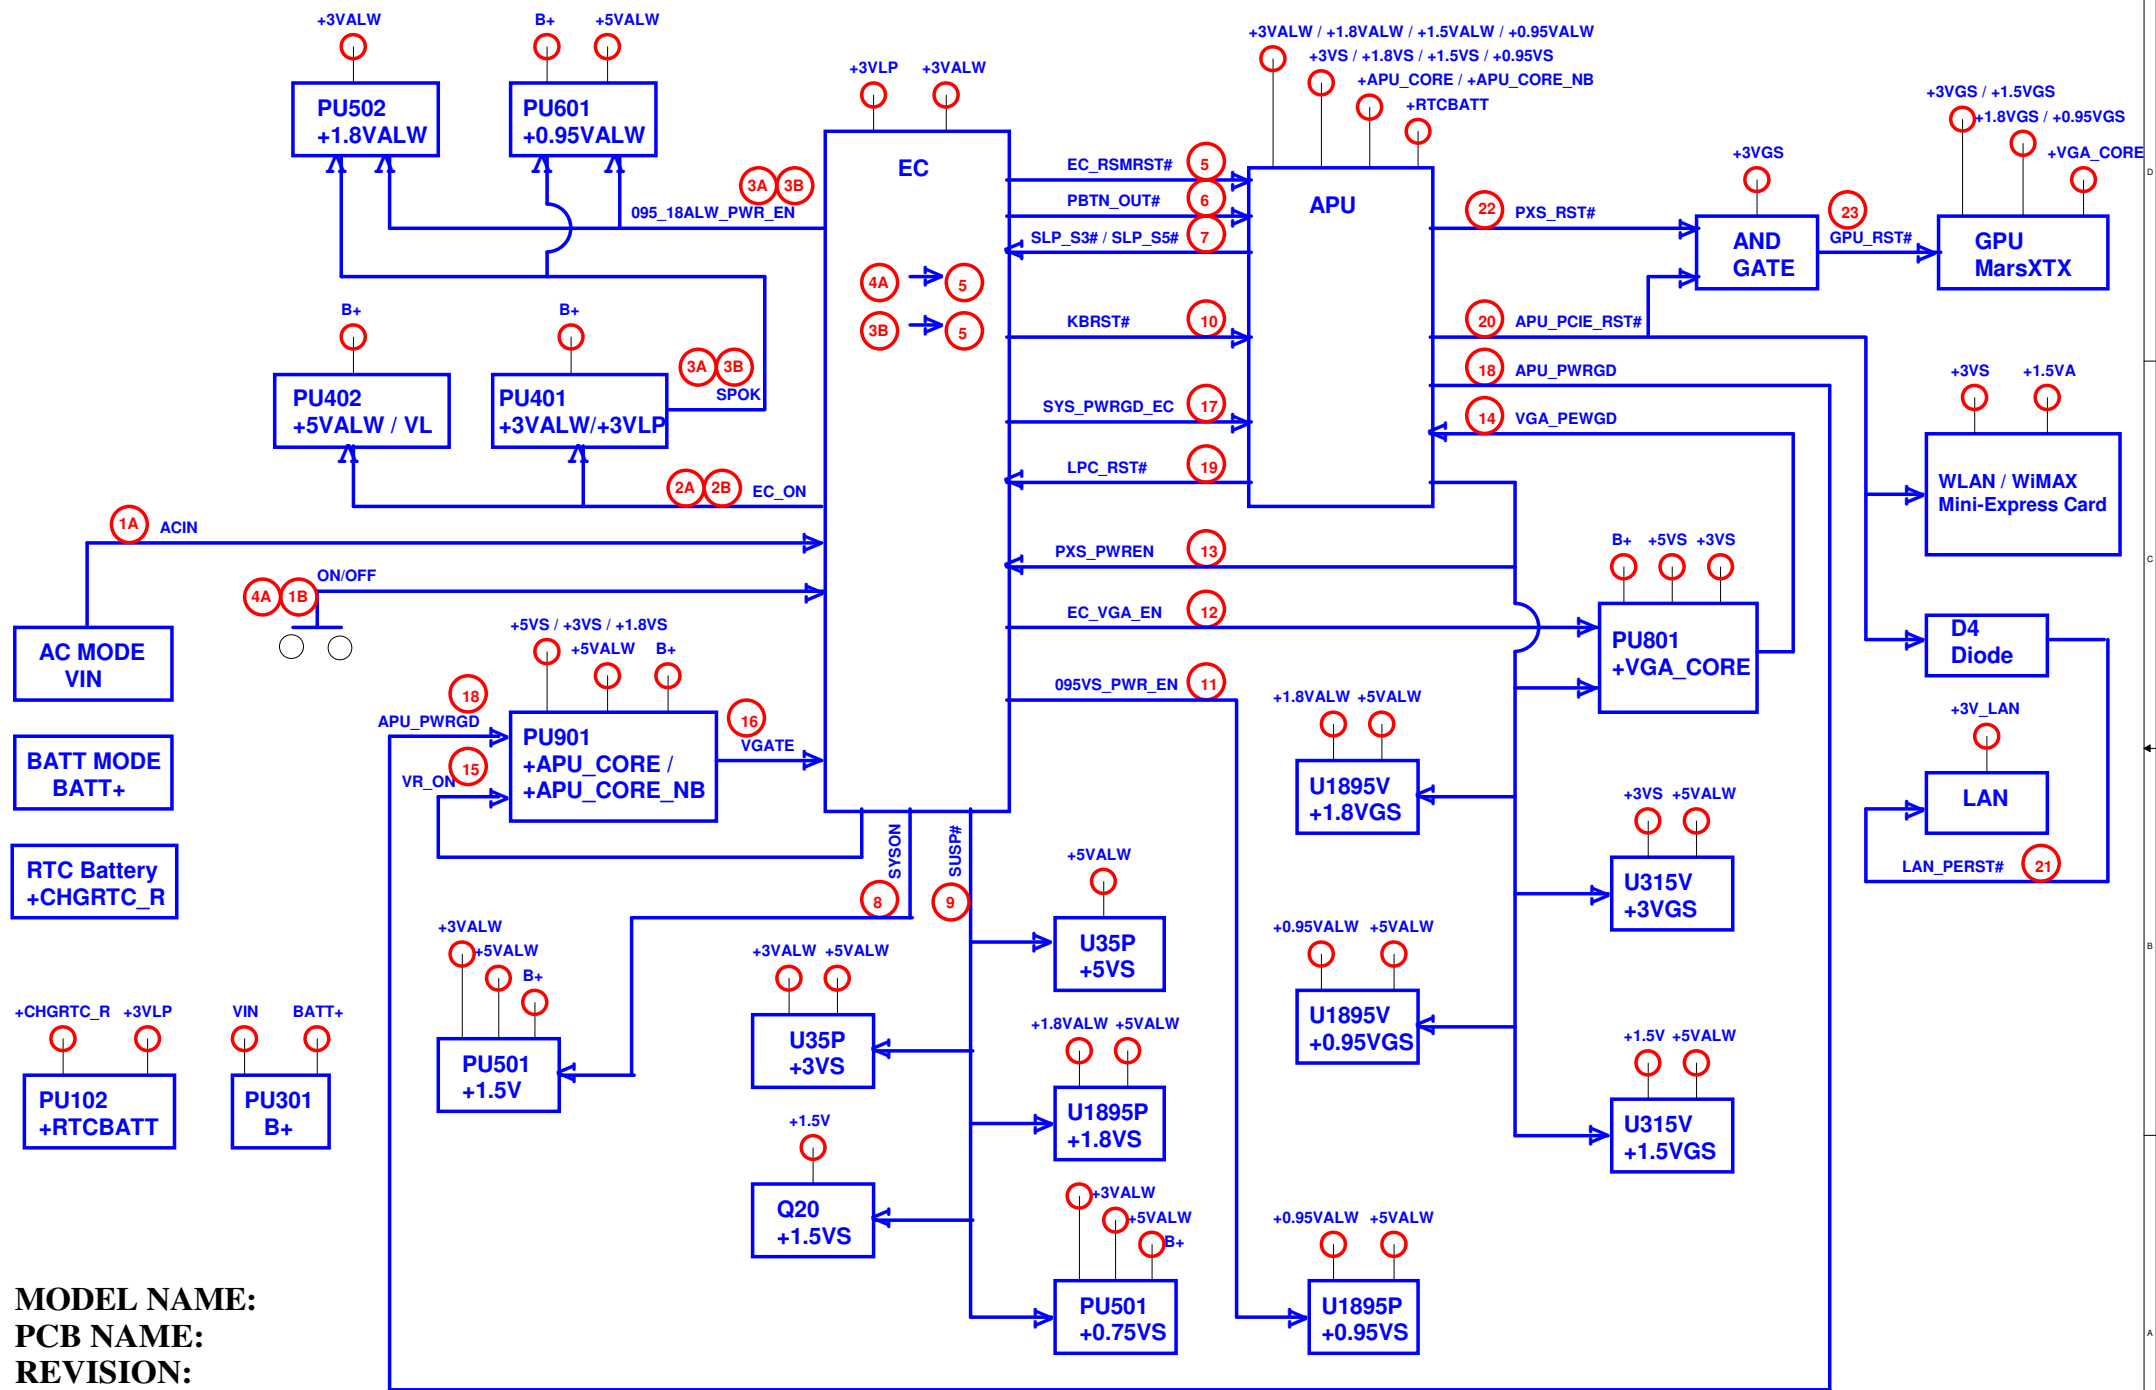 +3VALW
B+
+5VALW
PU502
+1.8VALW
PU601
+0.95VALW
3A
3B
095_18ALW_PWR_EN
B+
B+
PU402
+5VALW / VL
PU401
+3VALW/+3VLP
3A
3B
SPOK
2A
2B
EC_ON
1A
ACIN
ON/OFF
4A
1B
AC MODE
VIN
BATT MODE
BATT+
RTC Battery
+CHGRTC_R
+CHGRTC_R
+3VLP
PU102
+RTCBATT
VIN
BATT+
PU301
B+
+5VS / +3VS / +1.8VS
+5VALW
B+
18
APU_PWRGD
15
VR_ON
PU901
+APU_CORE /
+APU_CORE_NB
16
VGATE
+3VLP
+3VALW
EC
4A
5
3B
5
SYSON
8
SUSP#
9
+3VALW
+5VALW
B+
PU501
+1.5V
+3VALW
+5VALW
U35P
+3VS
+1.5V
Q20
+1.5VS
+5VALW
U35P
+5VS
+1.8VALW
+5VALW
U1895P
+1.8VS
+3VALW
+5VALW
B+
PU501
+0.75VS
EC_RSMRST#
5
PBTN_OUT#
6
SLP_S3# / SLP_S5#
7
KBRST#
10
SYS_PWRGD_EC
17
LPC_RST#
19
PXS_PWREN
13
EC_VGA_EN
12
095VS_PWR_EN
11
+3VALW / +1.8VALW / +1.5VALW / +0.95VALW
+3VS / +1.8VS / +1.5VS / +0.95VS
+APU_CORE / +APU_CORE_NB
+RTCBATT
APU
22
PXS_RST#
20
APU_PCIE_RST#
18
APU_PWRGD
14
VGA_PEWGD
+3VGS
AND
GATE
23
GPU_RST#
+3VGS / +1.5VGS
+1.8VGS / +0.95VGS
+VGA_CORE
GPU
MarsXTX
+3VS
+1.5VA
WLAN / WiMAX
Mini-Express Card
B+
+5VS
+3VS
PU801
+VGA_CORE
D4
Diode
+3V_LAN
LAN
LAN_PERST#
21
+1.8VALW
+5VALW
U1895V
+1.8VGS
+3VS
+5VALW
U315V
+3VGS
+0.95VALW
+5VALW
U1895V
+0.95VGS
+1.5V
+5VALW
U315V
+1.5VGS
+0.95VALW
+5VALW
U1895P
+0.95VS
D
C
B
A
MODEL NAME:
PCB NAME:
REVISION: